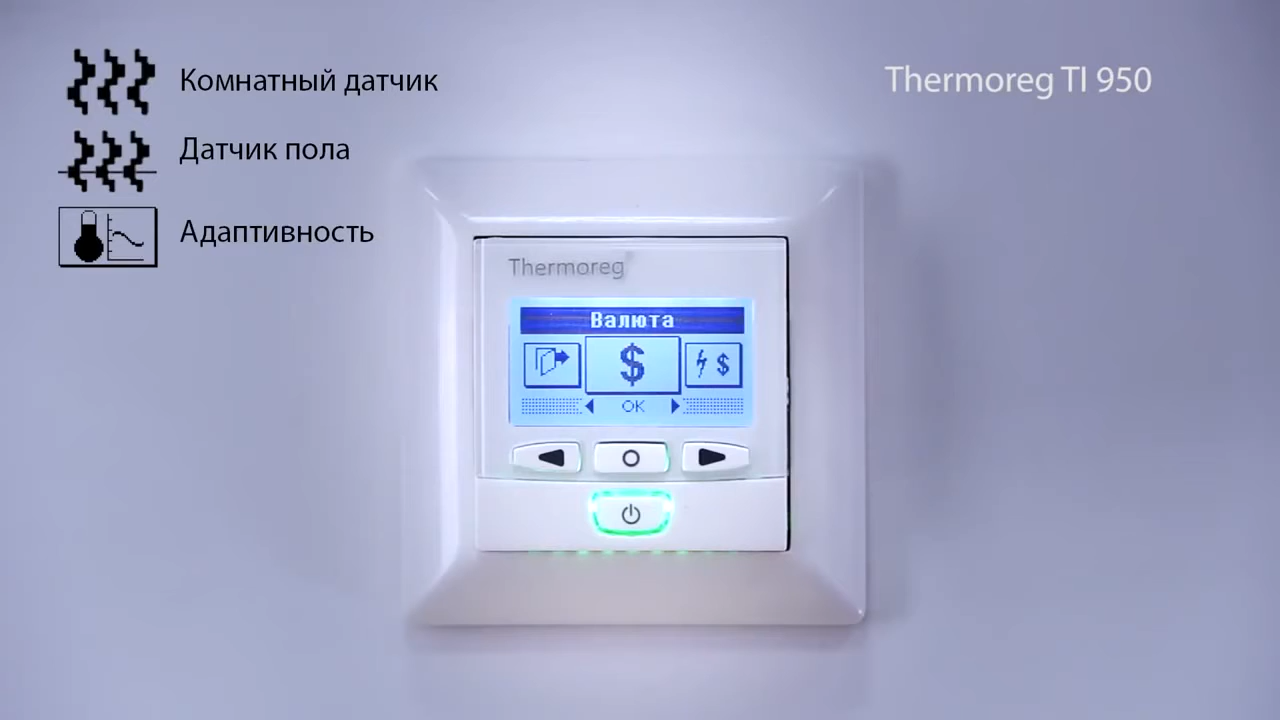 Комнатный датчик
Thermoreg TI 950
Датчик пола
Адаптивность
Thermoreg
Валюта
$
$
OK